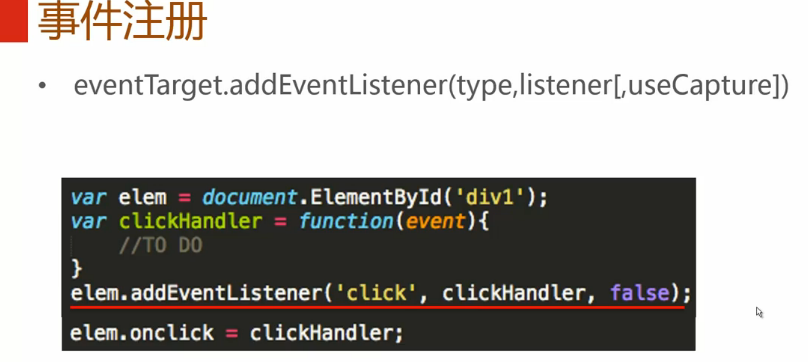 事件注册
• eventTarget.addEventListener(type,listener[,useCapture])
var elem = document.ElementById('div1');
var clickHandler = function(event){
    //TO DO
}
elem.addEventListener('click', clickHandler, false);
elem.onclick = clickHandler;